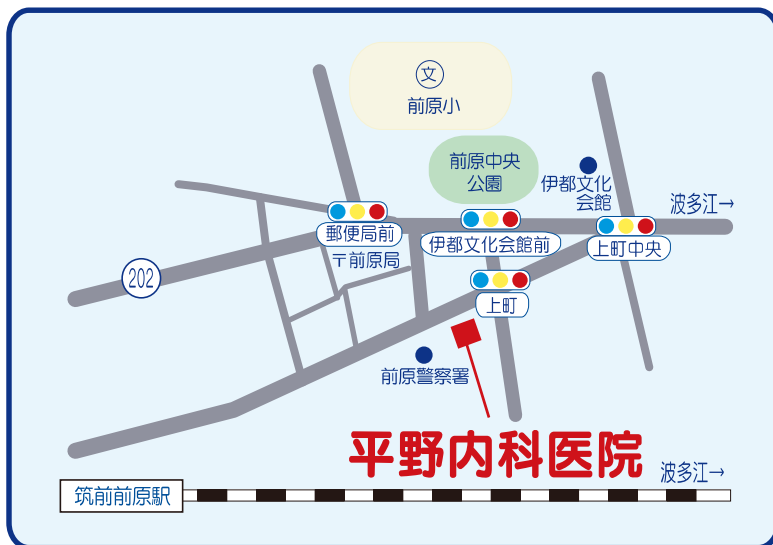 文
前原小
前原中央
公園
伊都文化
会館
波多江→
郵便局前
伊都文化会館前
上町中央
〒前原局
202
上町
前原警察署
平野内科医院
波多江→
筑前前原駅